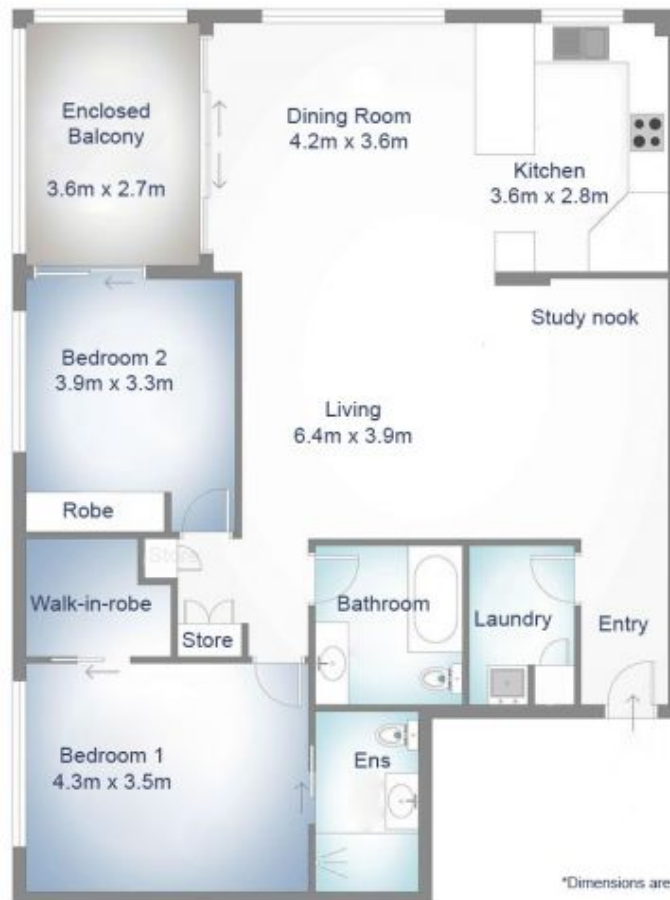 Enclosed
Balcony
3.6m x 2.7m
Dining Room
4.2m x 3.6m
Kitchen
3.6m x 2.8m
Study nook
Bedroom 2
3.9m x 3.3m
Living
6.4m x 3.9m
Robe
Store
Walk-in-robe
Bathroom
Laundry
Entry
Store
Bedroom 1
4.3m x 3.5m
Ens
*Dimensions are